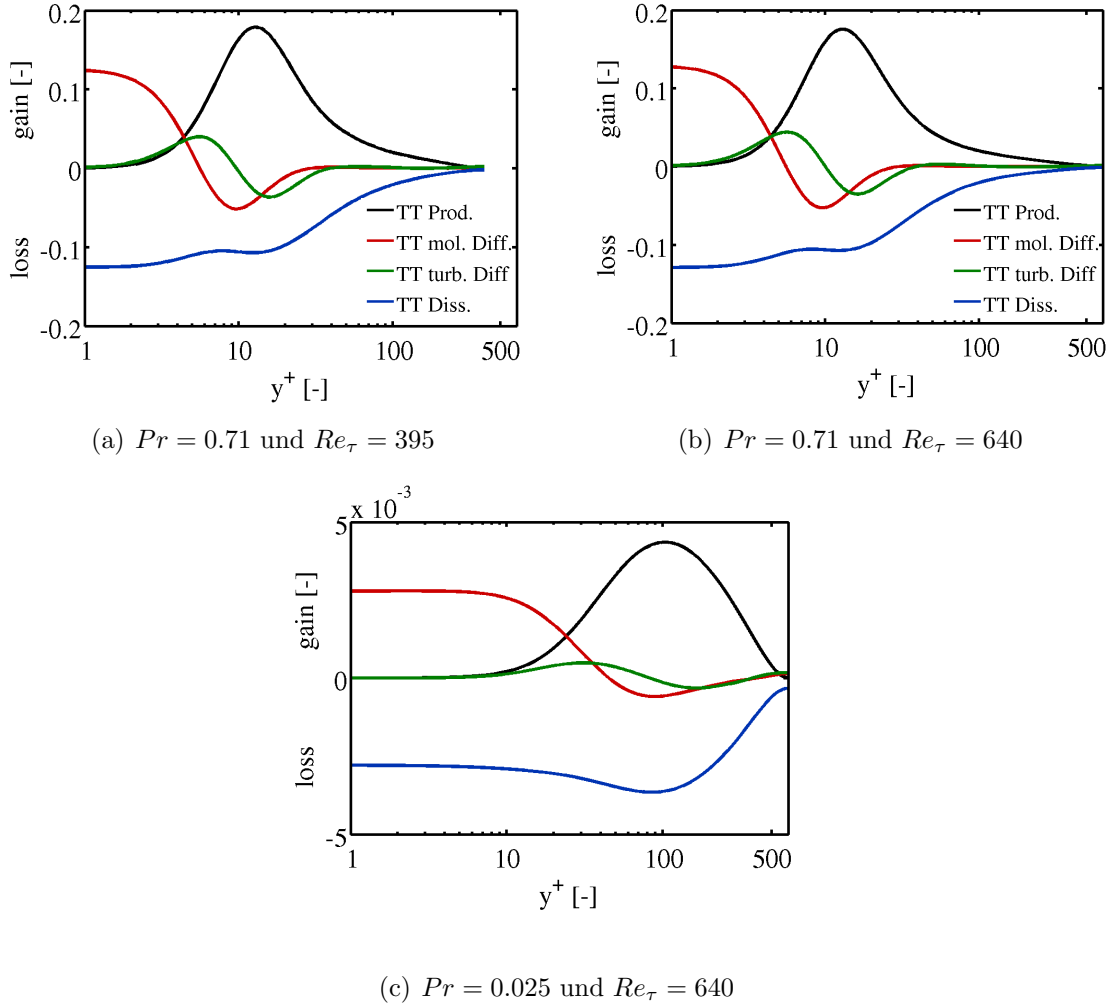 0.2
0.1
0
-0.1
-0.2
gain [-]
loss
TT Prod.
TT mol. Diff.
TT turb. Diff
TT Diss.
1
10
100
500
y⁺ [-]
(a) Pr = 0.71 und Reτ = 395
0.2
0.1
0
-0.1
-0.2
gain [-]
loss
TT Prod.
TT mol. Diff.
TT turb. Diff
TT Diss.
1
10
100
500
y⁺ [-]
(b) Pr = 0.71 und Reτ = 640
x 10⁻³
5
0
-5
gain [-]
loss
1
10
100
500
y⁺ [-]
(c) Pr = 0.025 und Reτ = 640